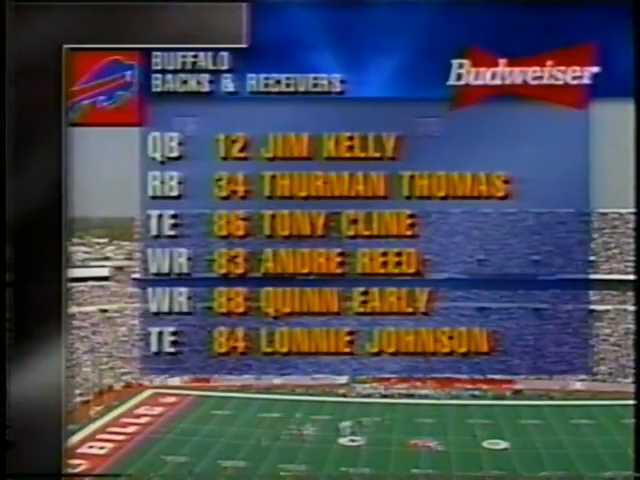 BUFFALO
BACKS & RECEIVERS
Budweiser
QB 12 JIM KELLY
RB 34 THURMAN THOMAS
TE 86 TONY CLINE
WR 83 ANDRE REED
WR 88 QUINN EARLY
TE 84 LONNIE JOHNSON
BILLS